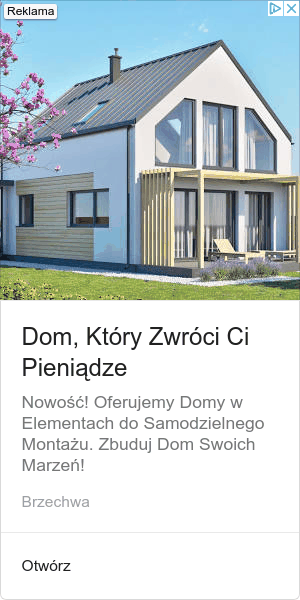 Reklama
Dom, Który Zwróci Ci
Pieniądze
Nowość! Oferujemy Domy w
Elementach do Samodzielnego
Montażu. Zbuduj Dom Swoich
Marzeń!
Brzechwa
Otwórz